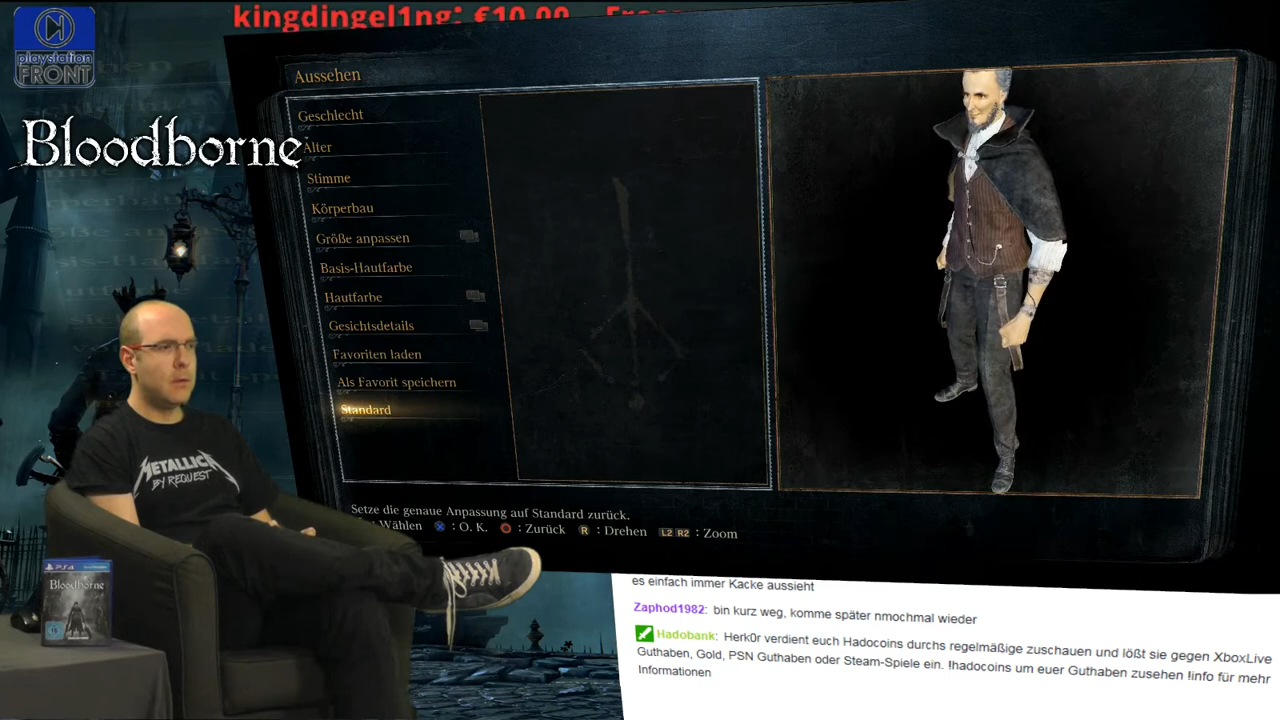 kingdingel1ng: €10.00
playstation
FRONT
Bloodborne
Aussehen
Geschlecht
Alter
Stimme
Körperbau
Größe anpassen
Basis-Hautfarbe
Hautfarbe
Gesichtsdetails
Favoriten laden
Als Favorit speichern
Standard
Setze die genaue Anpassung auf Standard zurück.
Wählen : O. K. : Zurück R : Drehen L2 R2 : Zoom
METALLICA
BY REQUEST
PS4
Bloodborne
es einfach immer Kacke aussieht
Zaphod1982: bin kurz weg, komme später nmochmal wieder
Hadobank: Herk0r verdient euch Hadocoins durchs regelmäßige zuschauen und lößt sie gegen XboxLive
Guthaben, Gold, PSN Guthaben oder Steam-Spiele ein. !hadocoins um euer Guthaben zusehen !info für mehr
Informationen